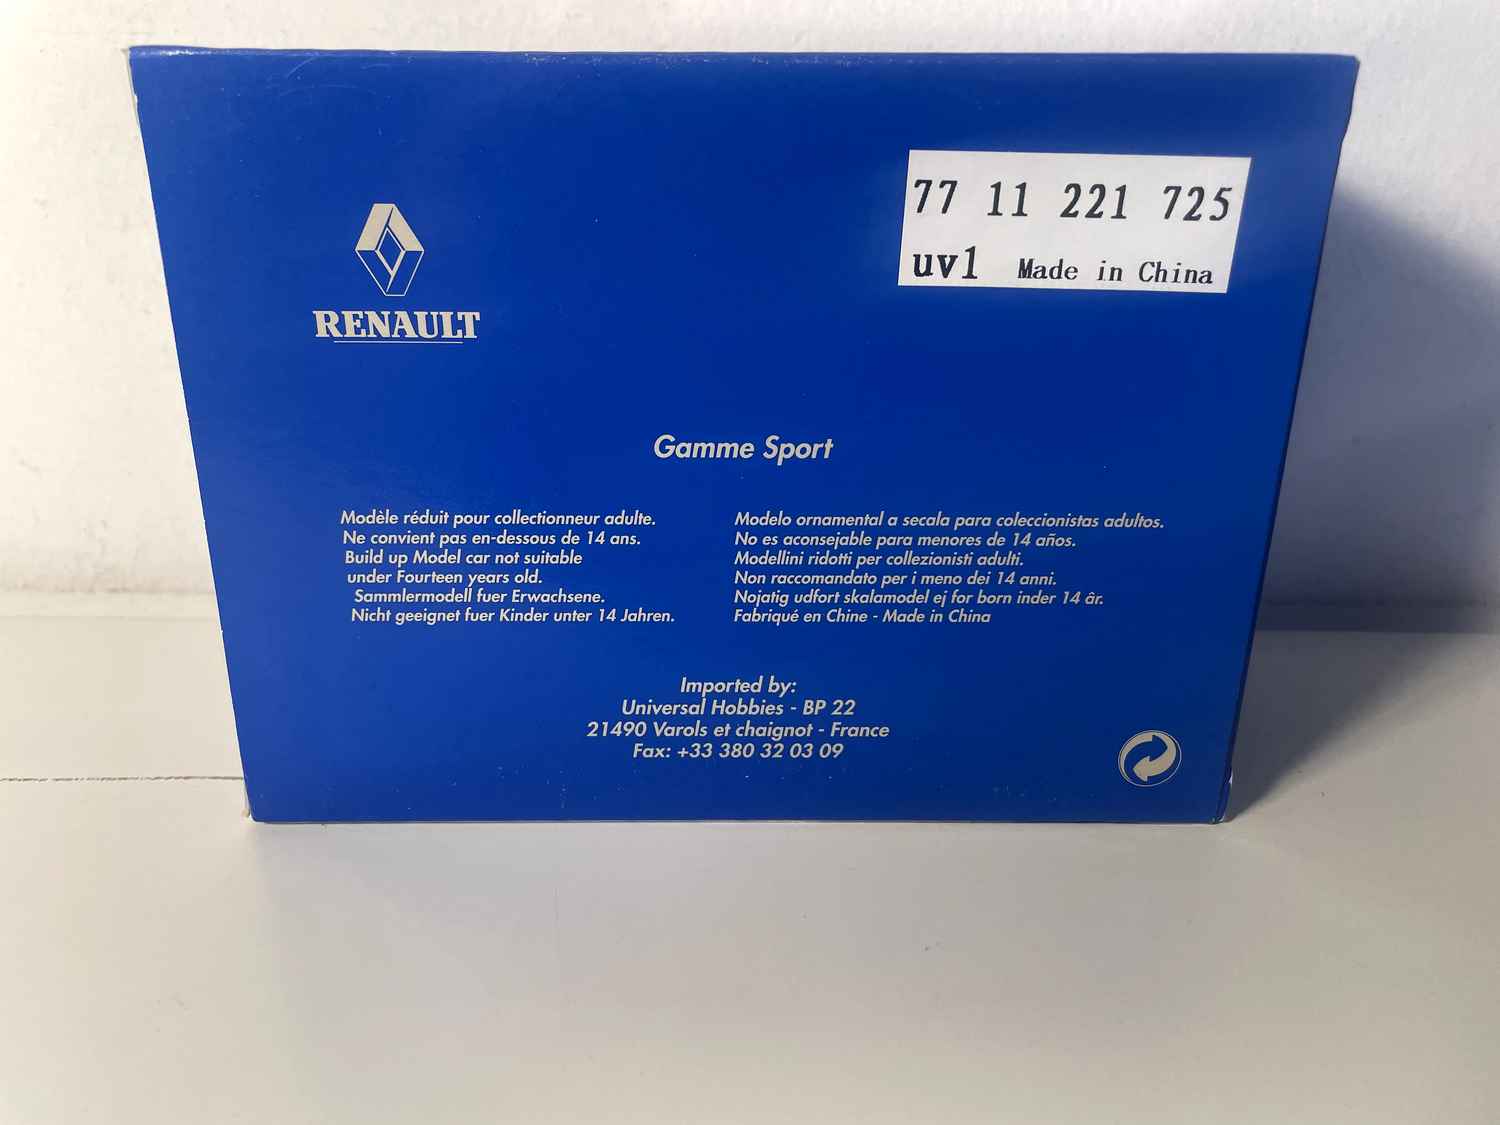 77 11 221 725
uv1 Made in China
RENAULT
Gamme Sport
Modèle réduit pour collectionneur adulte.
Ne convient pas en-dessous de 14 ans.
Build up Model car not suitable
under Fourteen years old.
Sammlermodell fuer Erwachsene.
Nicht geeignet fuer Kinder unter 14 Jahren.
Modelo ornamental a secala para coleccionistas adultos.
No es aconsejable para menores de 14 años.
Modellini ridotti per collezionisti adulti.
Non raccomandato per i meno dei 14 anni.
Nojatig udfort skalamodel ej for born inder 14 âr.
Fabriqué en Chine - Made in China
Imported by:
Universal Hobbies - BP 22
21490 Varols et chaignot - France
Fax: +33 380 32 03 09